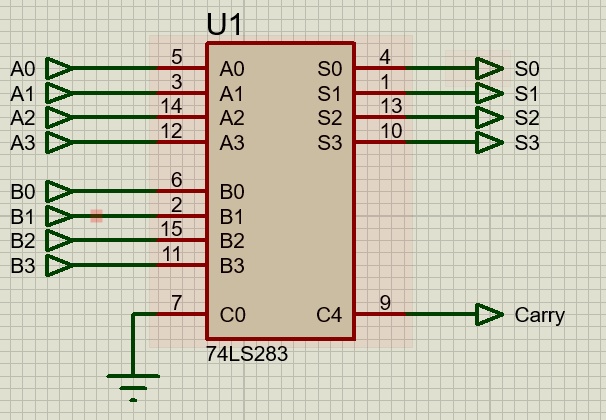 U1
A0 5 A0 S0 4 S0
A1 3 A1 S1 1 S1
A2 14 A2 S2 13 S2
A3 12 A3 S3 10 S3
B0 6 B0
B1 2 B1
B2 15 B2
B3 11 B3
7 C0 C4 9 Carry
74LS283